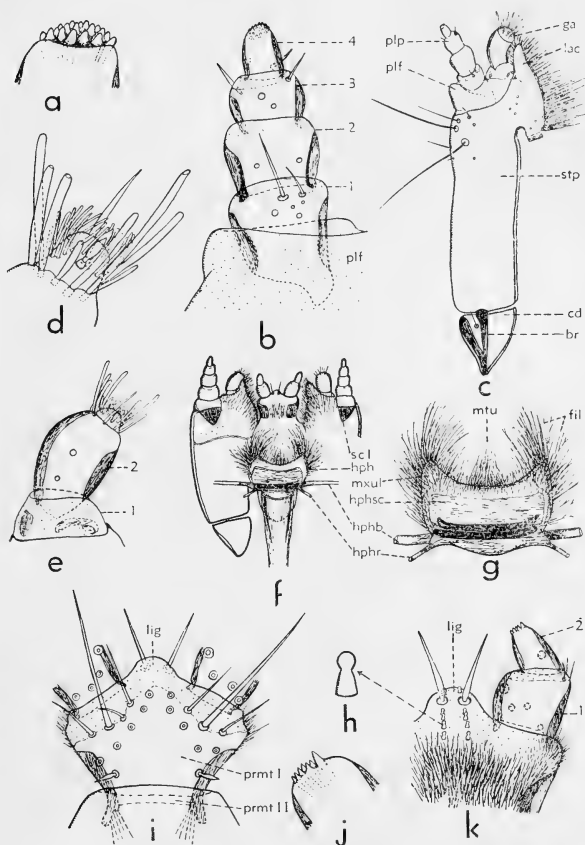 a
4
3
2
1
plf
b
plp
plf
ga
lac
stp
cd
br
c
d
2
1
e
scl
hph
hphb
hphr
f
mtu
fil
mxul
hphsc
g
lig
prmt I
prmt II
i
h
j
lig
2
1
k